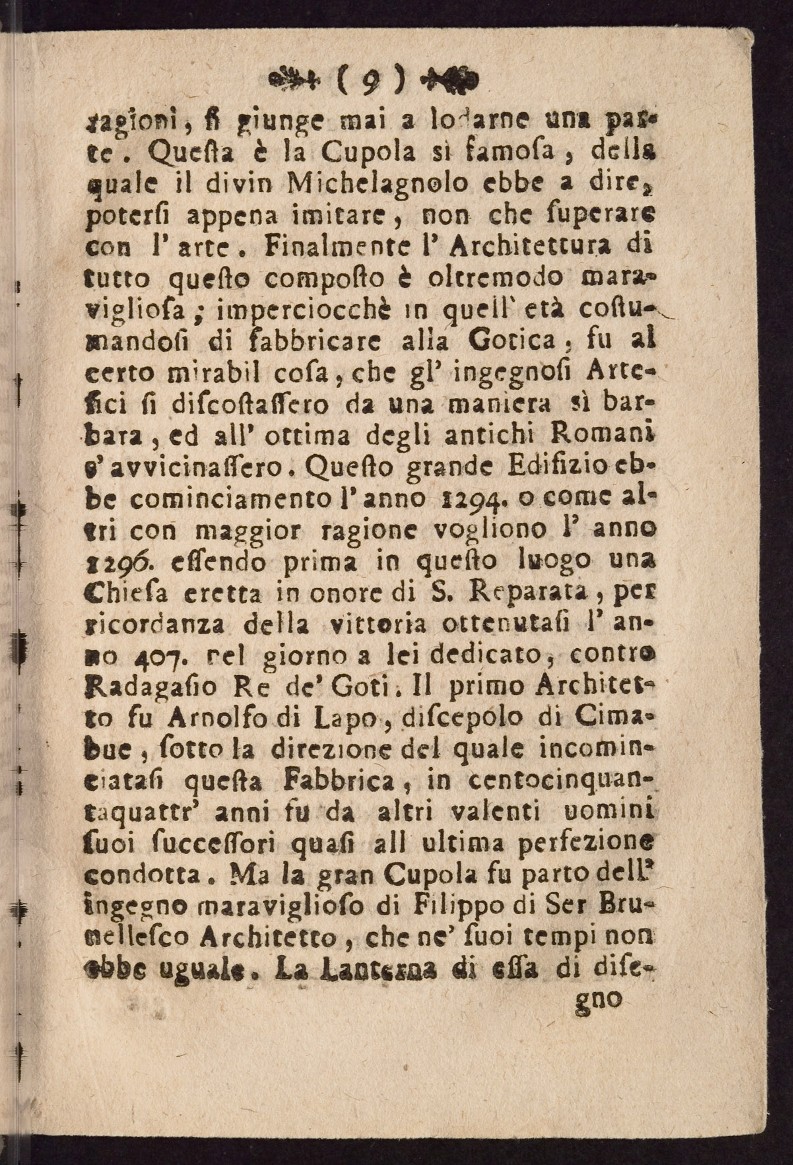 ( 9 )
ragioni, ſi giunge mai a lodarne una par-
te. Queſta è la Cupola sì famoſa, della
quale il divin Michelagnolo ebbe a dire,
poterſi appena imitare, non che ſuperare
con l' arte. Finalmente l' Architettura di
tutto queſto compoſto è oltremodo mara-
viglioſa; imperciocchè in quell' età coſtu-
mandoſi di fabbricare alla Gotica, fu al
certo mirabil coſa, che gl' ingegnoſi Arte-
fici ſi diſcoſtaſſero da una maniera sì bar-
bara, ed all' ottima degli antichi Romani
s' avvicinaſſero. Queſto grande Edifizio eb-
be cominciamento l' anno 1294. o come al-
tri con maggior ragione vogliono l' anno
1296. eſſendo prima in queſto luogo una
Chieſa eretta in onore di S. Reparata, per
ricordanza della vittoria ottenutaſi l' an-
no 407. nel giorno a lei dedicato, contro
Radagaſio Re de' Goti. Il primo Architet-
to fu Arnolfo di Lapo, diſcepolo di Cima-
bue, ſotto la direzione del quale incomin-
ciataſi queſta Fabbrica, in centocinquan-
taquattr' anni fu da altri valenti uomini
ſuoi ſucceſſori quaſi all ultima perfezione
condotta. Ma la gran Cupola fu parto dell'
ingegno maraviglioſo di Filippo di Ser Bru-
nelleſco Architetto, che ne' ſuoi tempi non
ebbe uguale. La Lanterna di eſſa di diſe-
gno